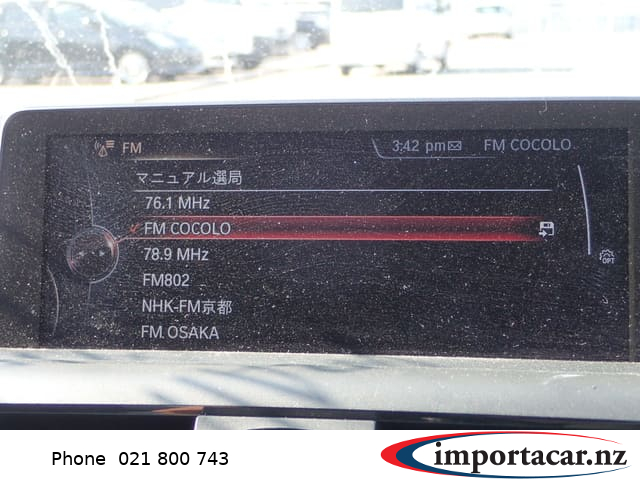 FM
3:42 pm
FM COCOLO
マニュアル選局
76.1 MHz
FM COCOLO
78.9 MHz
FM802
NHK-FM京都
FM OSAKA
OPT
Phone 021 800 743
importacar.nz